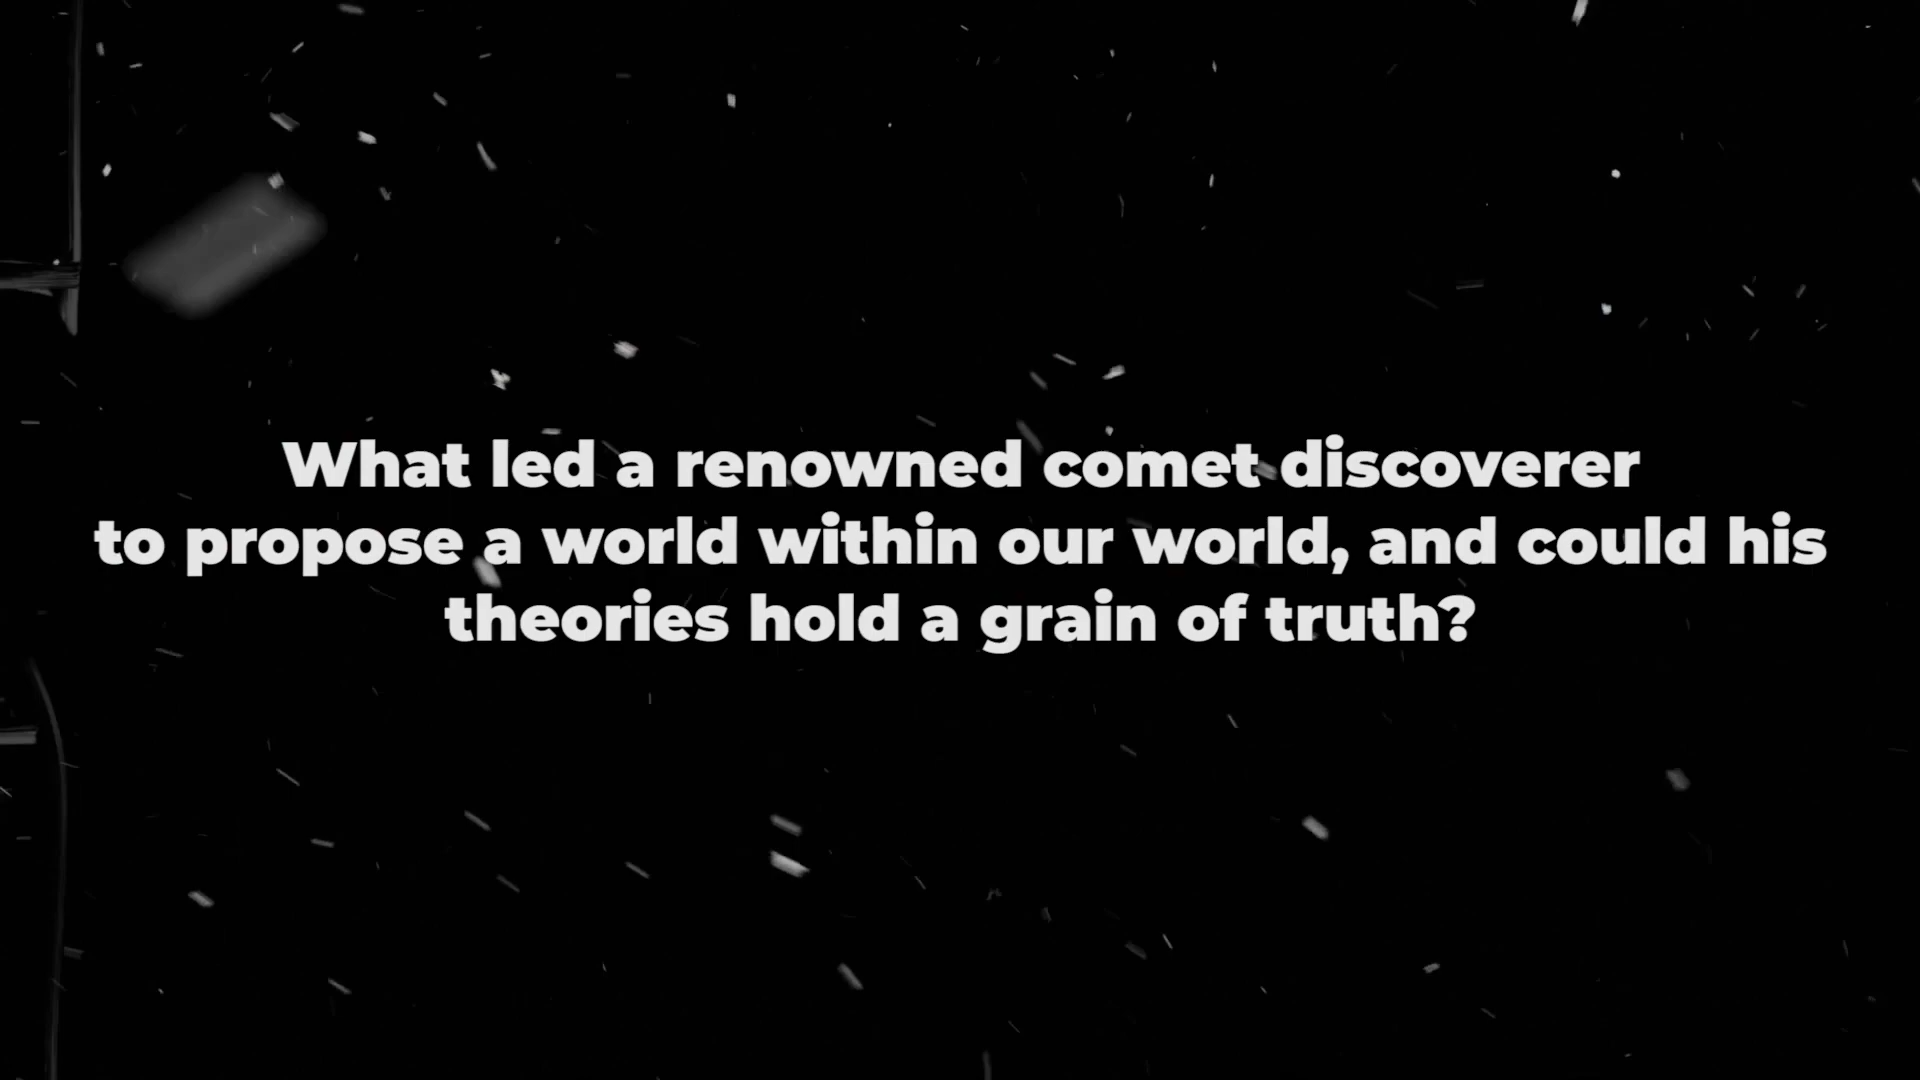 What led a renowned comet discoverer
to propose a world within our world, and could his
theories hold a grain of truth?